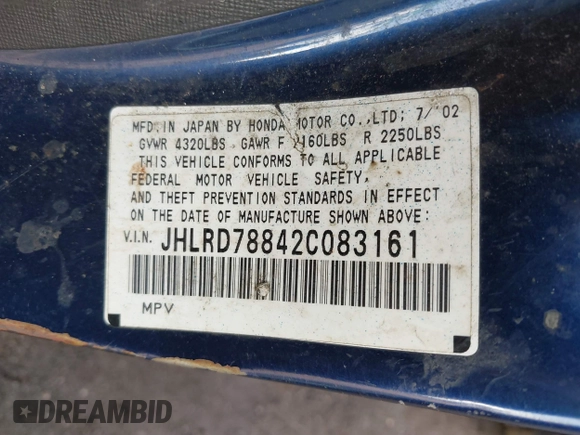 MFD. IN JAPAN BY HONDA MOTOR CO.,LTD; 7/'02
GVWR 4320LBS GAWR F 2160LBS R 2250LBS
THIS VEHICLE CONFORMS TO ALL APPLICABLE
FEDERAL MOTOR VEHICLE SAFETY,
AND THEFT PREVENTION STANDARDS IN EFFECT
ON THE DATE OF MANUFACTURE SHOWN ABOVE:
V.I.N. JHLRD78842C083161
MPV
DREAMBID